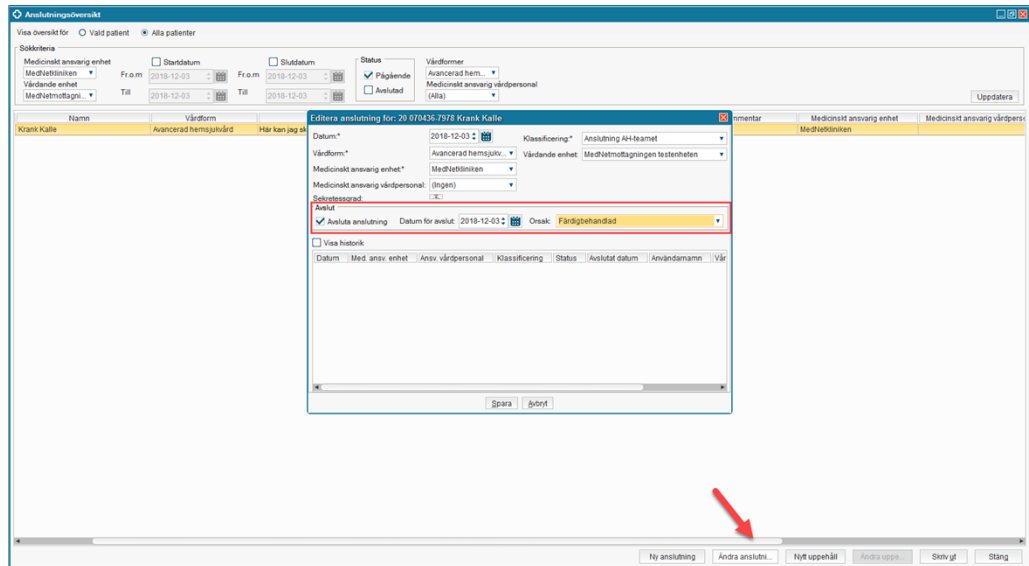 Anslutningsöversikt
Visa översikt för Vald patient Alla patienter
Sökkriteria
Medicinskt ansvarig enhet Startdatum Slutdatum Status Vårdformer
MedNetkliniken Fr.o.m 2018-12-03 Fr.o.m 2018-12-03 Pågående Avancerad hem...
Vårdande enhet Medicinskt ansvarig vårdpersonal
MedNetmottagni... Till 2018-12-03 Till 2018-12-03 Avslutad (Alla) Uppdatera
Namn Vårdform mmentar Medicinskt ansvarig enhet Medicinskt ansvarig vårdperso
Krank Kalle Avancerad hemsjukvård Här kan jag sk MedNetkliniken
Editera anslutning för: 20 070436-7978 Krank Kalle
Datum:* 2018-12-03 Klassificering:* Anslutning AH-teamet
Vårdform:* Avancerad hemsjukv... Vårdande enhet: MedNetmottagningen testenheten
Medicinskt ansvarig enhet:* MedNetkliniken
Medicinskt ansvarig vårdpersonal: (Ingen)
Sekretessgrad:
Avslut
Avsluta anslutning Datum för avslut: 2018-12-03 Orsak: Färdigbehandlad
Visa historik
Datum Med. ansv. enhet Ansv. vårdpersonal Klassificering Status Avslutat datum Användarnamn Vår
Spara Avbryt
Ny anslutning Ändra anslutni... Nytt uppehåll Ändra uppe... Skriv ut Stäng